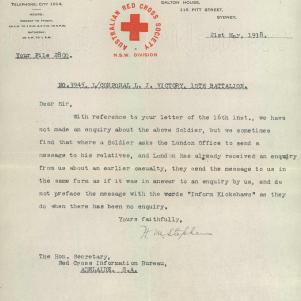 TELEPHONE: CITY 1054.
DALTON HOUSE,
115 PITT STREET,
SYDNEY.
AUSTRALIAN RED CROSS SOCIETY
N.S.W. DIVISION
21st May, 1918.
Your File 2800.
L/CORPORAL L. J. VICTORY, 10TH BATTALION.
Dear Sir,
With reference to your letter of the 16th inst., we have
not made an enquiry about the above Soldier, but we sometimes
find that where a Soldier asks the London Office to send a
message to his relatives, and London has already received an enquiry
from us about an earlier casualty, they send the message to us in
the same form as if it was in answer to an enquiry by us, and do
not preface the message with the words "Inform Kickshaws" as they
do when there has been no enquiry.
Yours faithfully,
The Hon. Secretary,
Red Cross Information Bureau,
ADELAIDE. S.A.